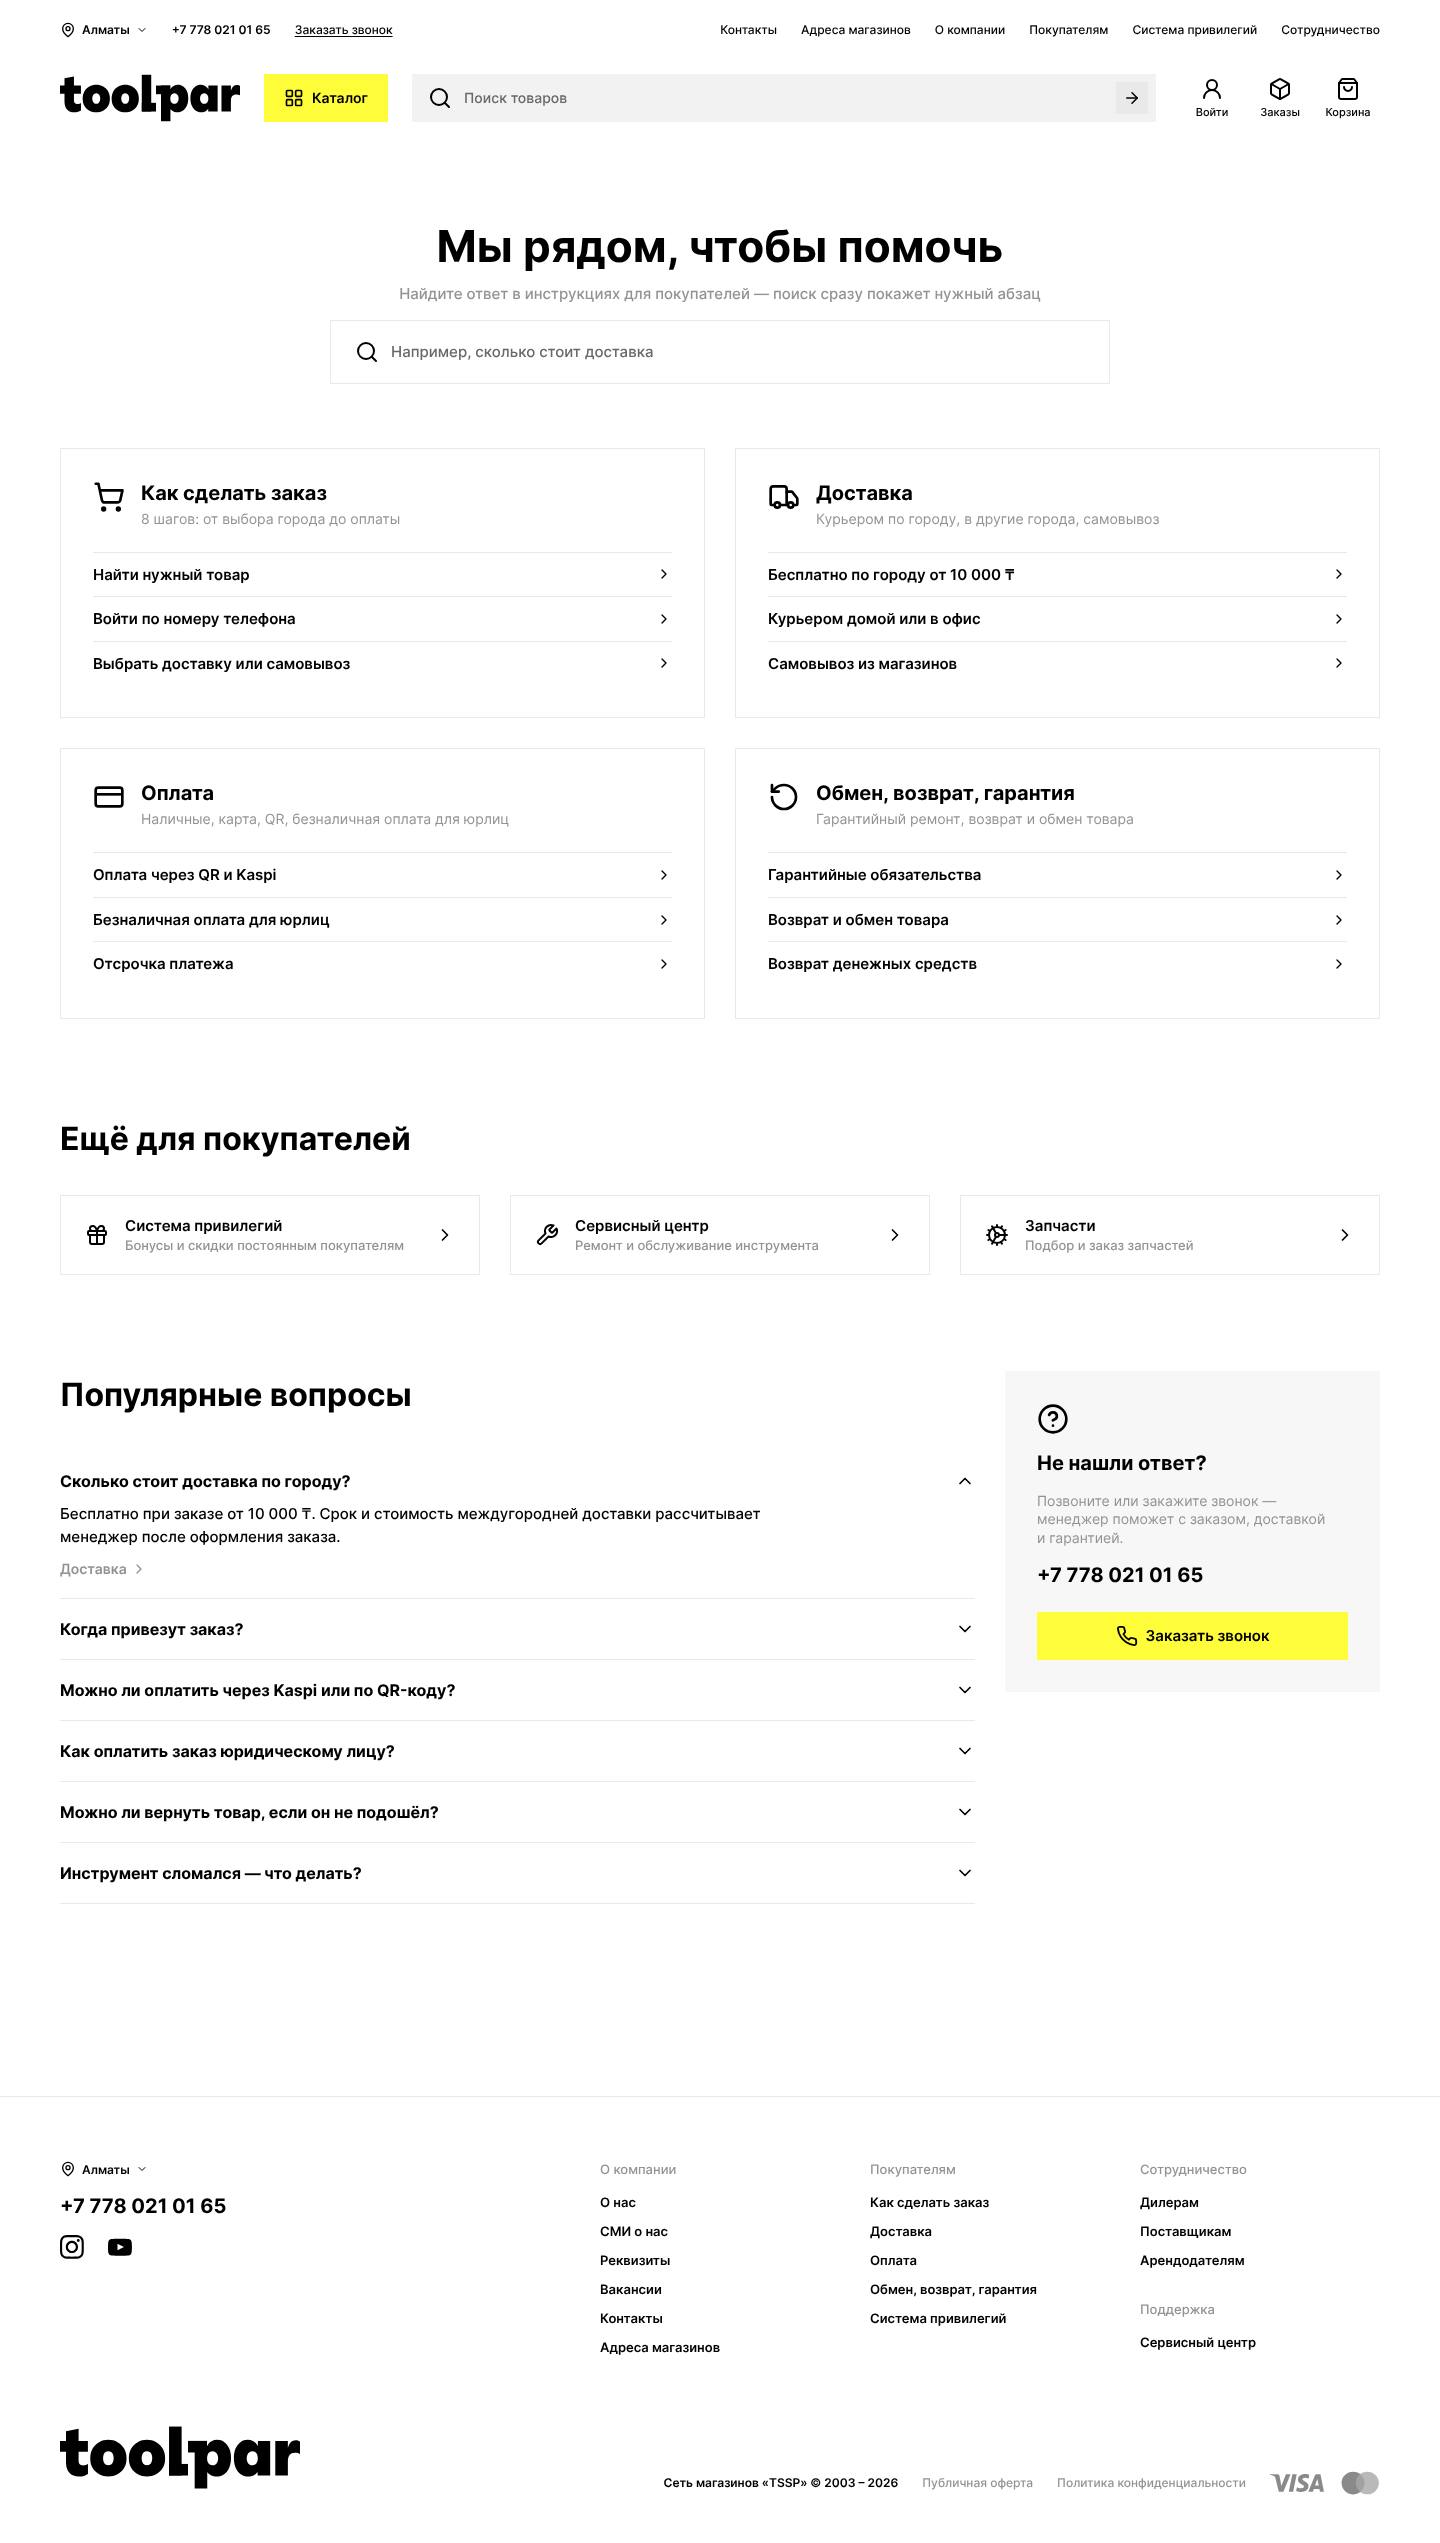 Алматы +7 778 021 01 65 Заказать звонок Контакты Адреса магазинов О компании Покупателям Система привилегий Сотрудничество
toolpar Каталог Поиск товаров Войти Заказы Корзина
Мы рядом, чтобы помочь
Найдите ответ в инструкциях для покупателей — поиск сразу покажет нужный абзац
Например, сколько стоит доставка
Как сделать заказ
8 шагов: от выбора города до оплаты
Найти нужный товар
Войти по номеру телефона
Выбрать доставку или самовывоз
Доставка
Курьером по городу, в другие города, самовывоз
Бесплатно по городу от 10 000 ₸
Курьером домой или в офис
Самовывоз из магазинов
Оплата
Наличные, карта, QR, безналичная оплата для юрлиц
Оплата через QR и Kaspi
Безналичная оплата для юрлиц
Отсрочка платежа
Обмен, возврат, гарантия
Гарантийный ремонт, возврат и обмен товара
Гарантийные обязательства
Возврат и обмен товара
Возврат денежных средств
Ещё для покупателей
Система привилегий
Бонусы и скидки постоянным покупателям
Сервисный центр
Ремонт и обслуживание инструмента
Запчасти
Подбор и заказ запчастей
Популярные вопросы
Сколько стоит доставка по городу?
Бесплатно при заказе от 10 000 ₸. Срок и стоимость междугородней доставки рассчитывает
менеджер после оформления заказа.
Доставка
Когда привезут заказ?
Можно ли оплатить через Kaspi или по QR-коду?
Как оплатить заказ юридическому лицу?
Можно ли вернуть товар, если он не подошёл?
Инструмент сломался — что делать?
Не нашли ответ?
Позвоните или закажите звонок —
менеджер поможет с заказом, доставкой
и гарантией.
+7 778 021 01 65
Заказать звонок
Алматы
+7 778 021 01 65
О компании
О нас
СМИ о нас
Реквизиты
Вакансии
Контакты
Адреса магазинов
Покупателям
Как сделать заказ
Доставка
Оплата
Обмен, возврат, гарантия
Система привилегий
Сотрудничество
Дилерам
Поставщикам
Арендодателям
Поддержка
Сервисный центр
toolpar
Сеть магазинов «TSSP» © 2003 – 2026 Публичная оферта Политика конфиденциальности VISA